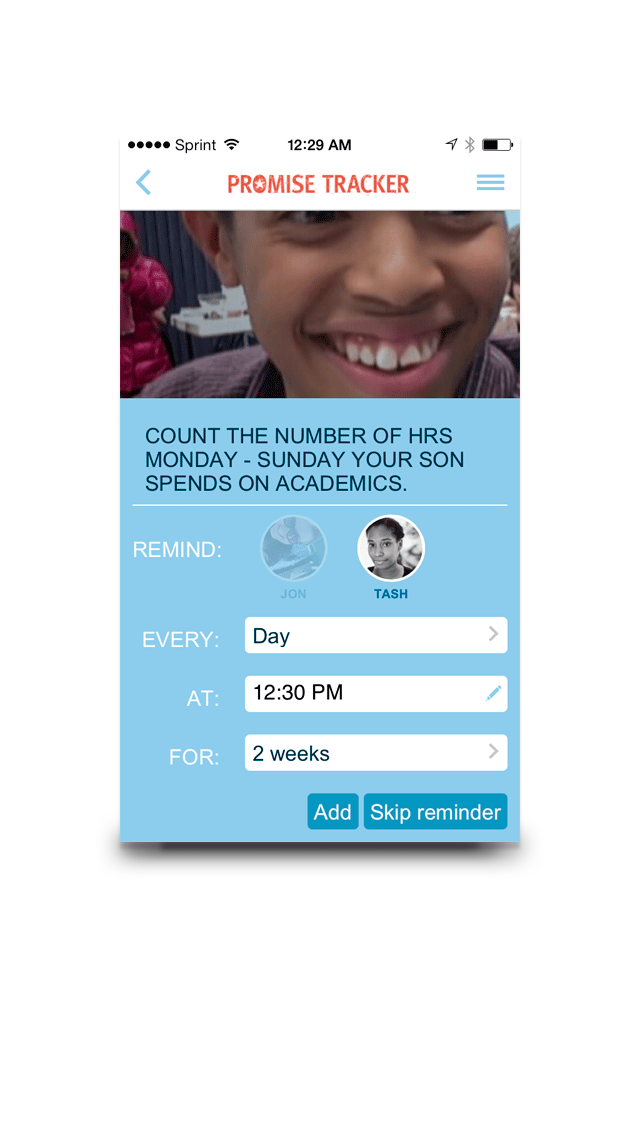 Sprint 12:29 AM
PROMISE TRACKER
COUNT THE NUMBER OF HRS
MONDAY - SUNDAY YOUR SON
SPENDS ON ACADEMICS.
REMIND:
JON TASH
EVERY: Day
AT: 12:30 PM
FOR: 2 weeks
Add Skip reminder